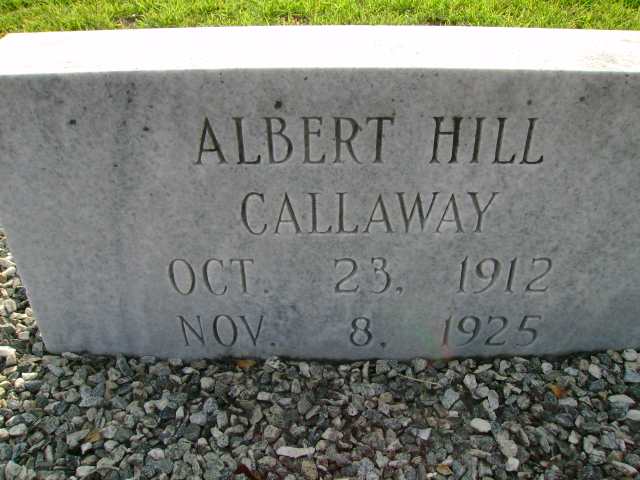 ALBERT HILL
CALLAWAY
OCT. 23, 1912
NOV. 8, 1925